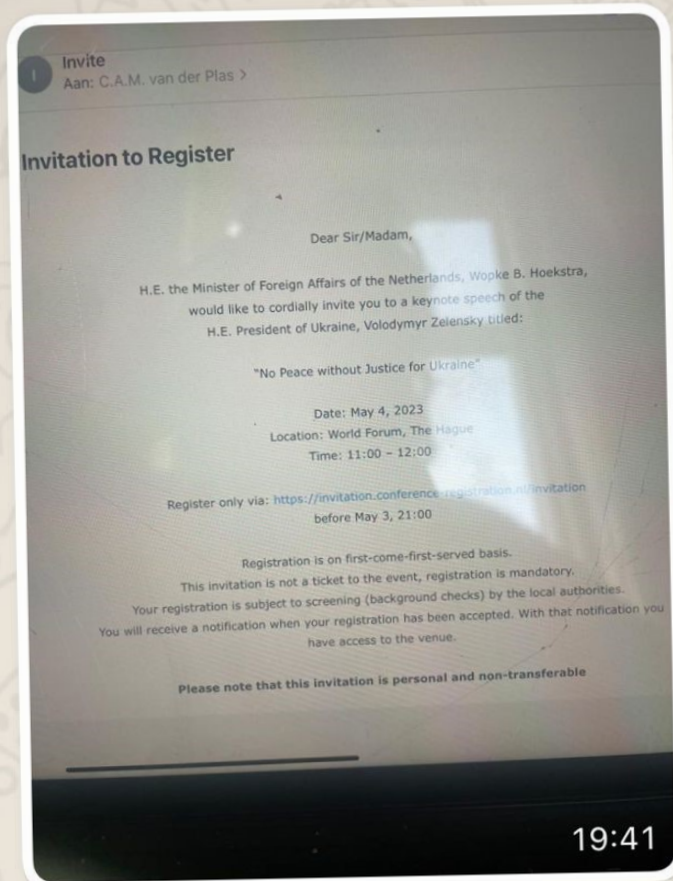 I
Invite
Aan: C.A.M. van der Plas >
Invitation to Register
Dear Sir/Madam,
H.E. the Minister of Foreign Affairs of the Netherlands, Wopke B. Hoekstra,
would like to cordially invite you to a keynote speech of the
H.E. President of Ukraine, Volodymyr Zelensky titled:
"No Peace without Justice for Ukraine"
Date: May 4, 2023
Location: World Forum, The Hague
Time: 11:00 – 12:00
Register only via: https://invitation.conference-registration.nl/invitation
before May 3, 21:00
Registration is on first-come-first-served basis.
This invitation is not a ticket to the event, registration is mandatory.
Your registration is subject to screening (background checks) by the local authorities.
You will receive a notification when your registration has been accepted. With that notification you
have access to the venue.
Please note that this invitation is personal and non-transferable
19:41